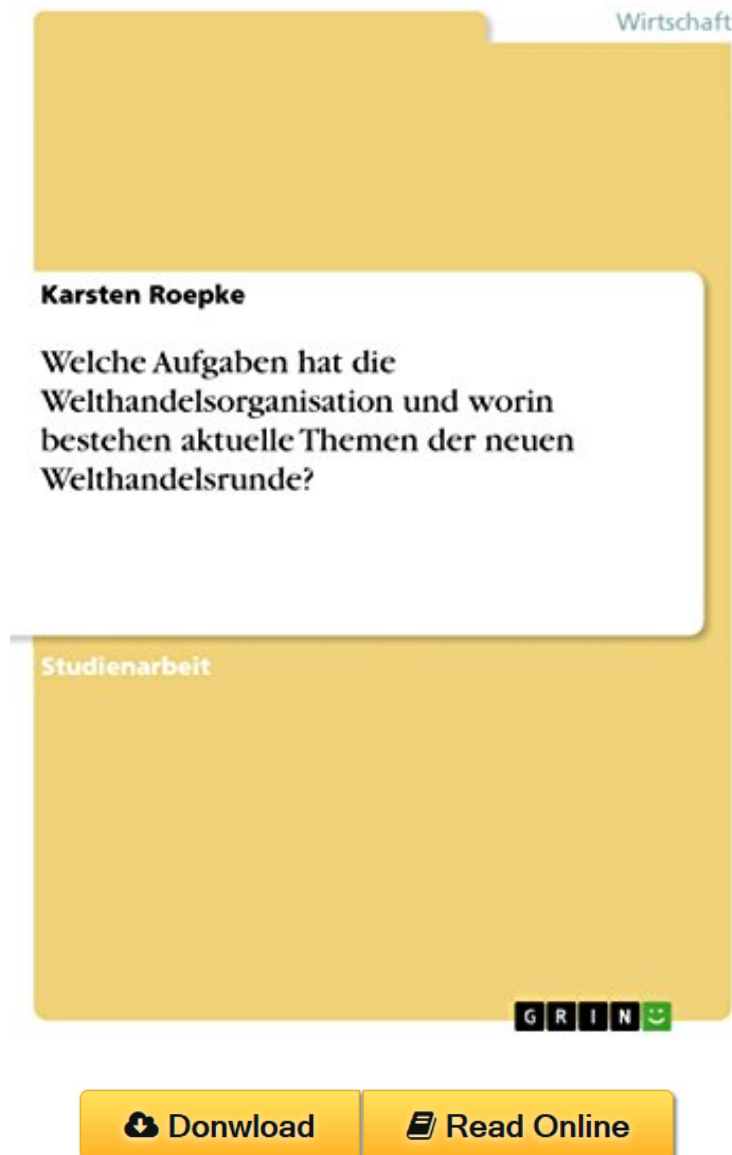 Wirtschaft
Karsten Roepke
Welche Aufgaben hat die
Welthandelsorganisation und worin
bestehen aktuelle Themen der neuen
Welthandelsrunde?
Studienarbeit
GRIN
Donwload Read Online